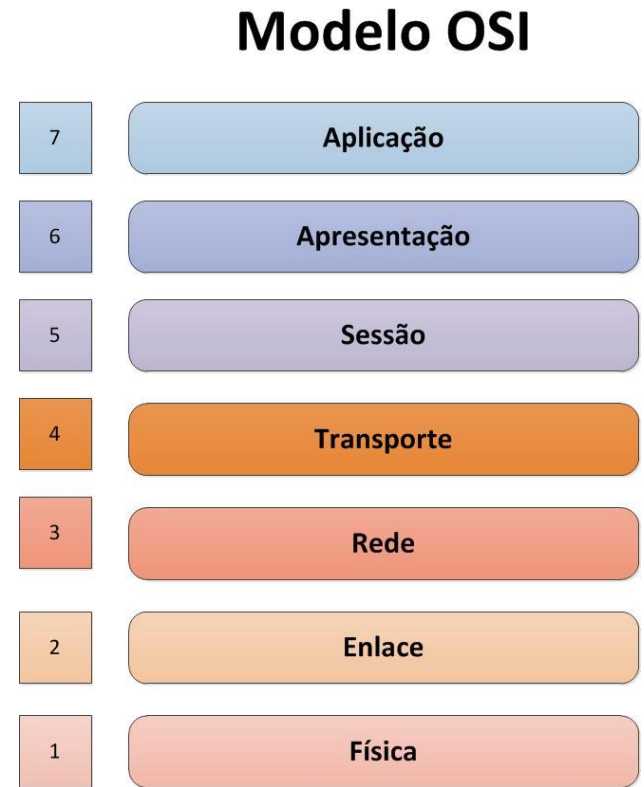 Modelo OSI
7 Aplicação
6 Apresentação
5 Sessão
4 Transporte
3 Rede
2 Enlace
1 Física